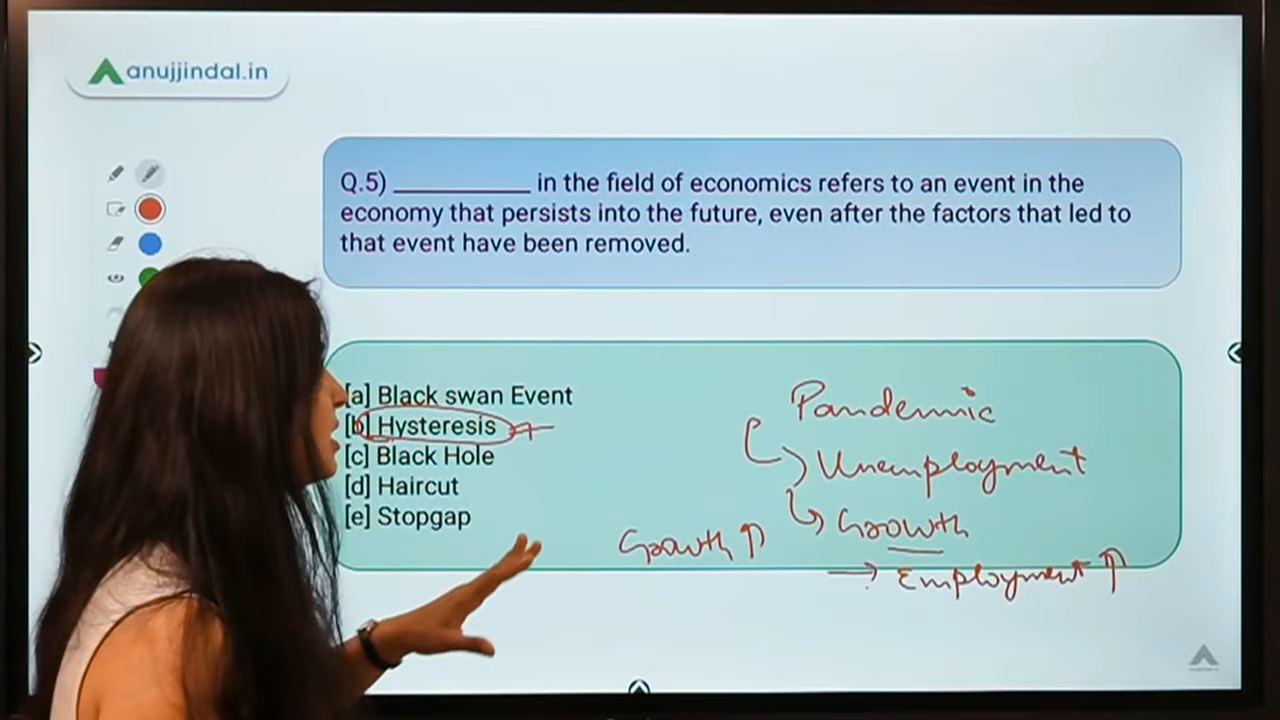 anujjindal.in
Q.5) __________ in the field of economics refers to an event in the
economy that persists into the future, even after the factors that led to
that event have been removed.
[a] Black swan Event
[b] Hysteresis
[c] Black Hole
[d] Haircut
[e] Stopgap
Pandemic
Unemployment
Growth
Growth ↑
→ Employment ↑